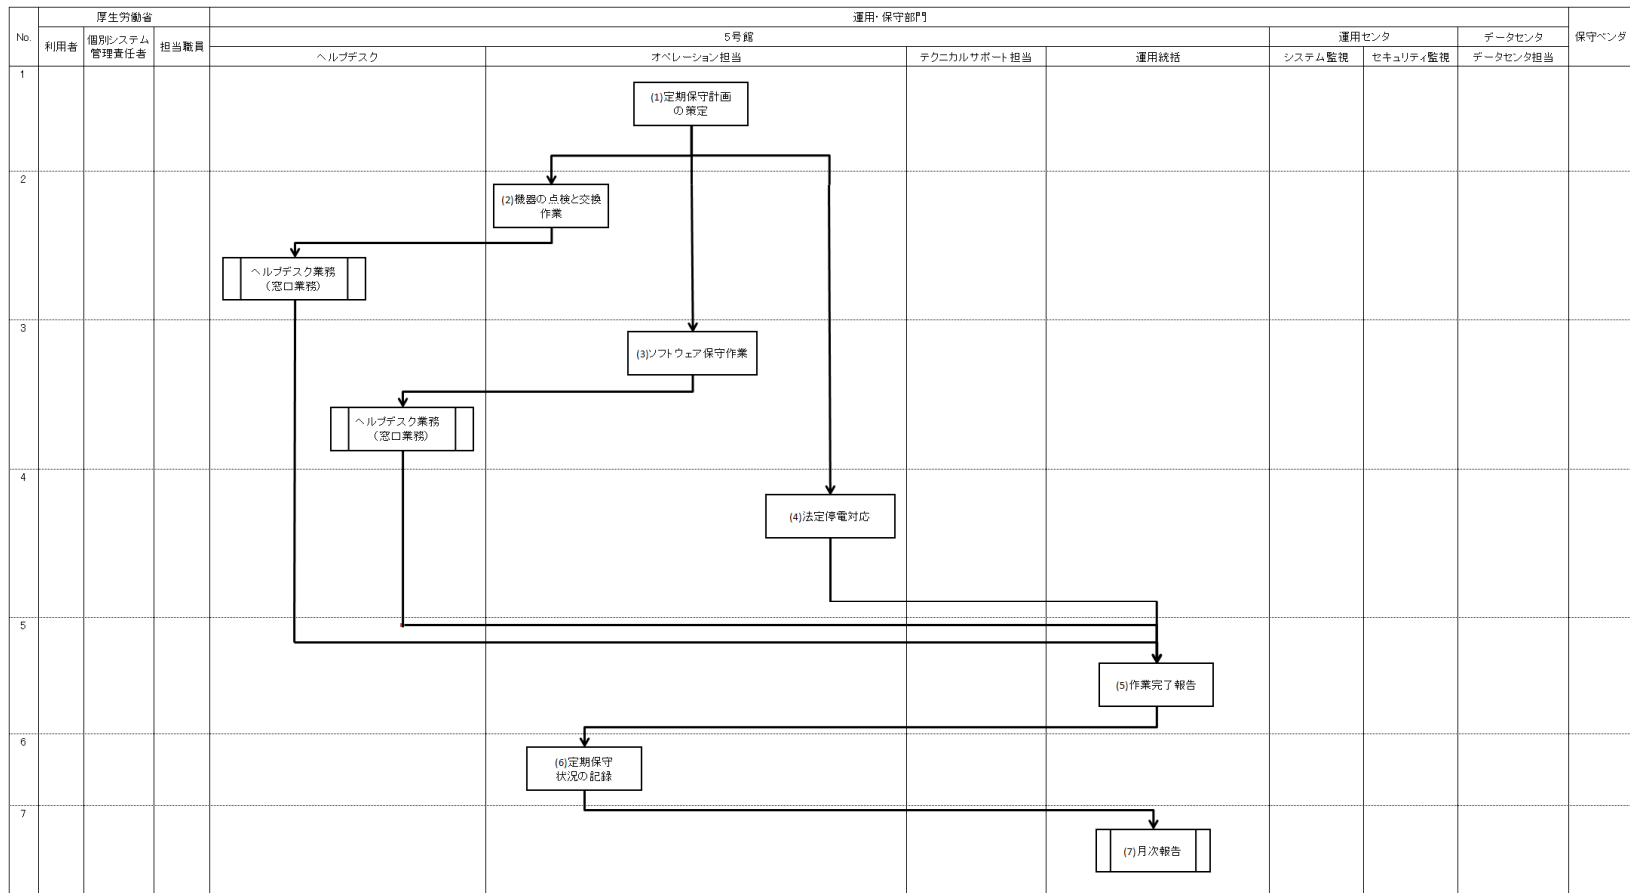 No.
厚生労働省
運用・保守部門
利用者
個別システム
管理責任者
担当職員
5号館
運用センタ
データセンタ
保守ベンダ
ヘルプデスク
オペレーション担当
テクニカルサポート担当
運用統括
システム監視
セキュリティ監視
データセンタ担当
1
(1)定期保守計画
の策定
2
(2)機器の点検と交換
作業
ヘルプデスク業務
（窓口業務）
3
(3)ソフトウェア保守作業
ヘルプデスク業務
（窓口業務）
4
(4)法定停電対応
5
(5)作業完了報告
6
(6)定期保守
状況の記録
7
(7)月次報告